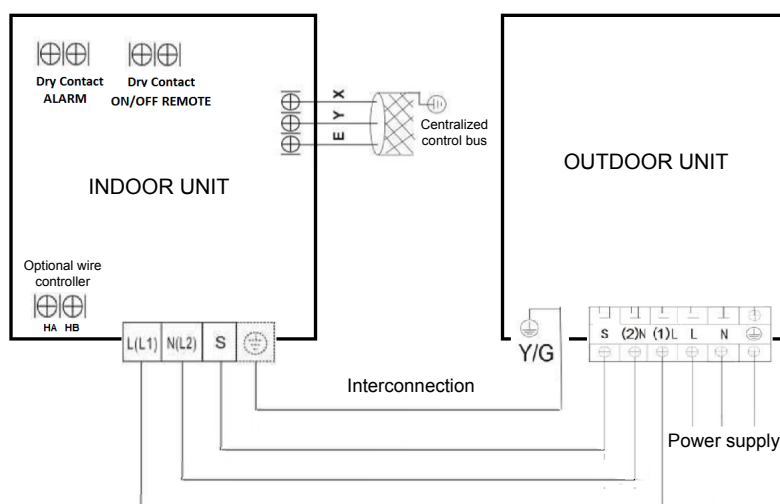 Dry Contact
ALARM
Dry Contact
ON/OFF REMOTE
X
Y
E
Centralized
control bus
INDOOR UNIT
OUTDOOR UNIT
Optional wire
controller
HA HB
L(L1) N(L2) S
Y/G
S (2)N (1)L L N
Interconnection
Power supply